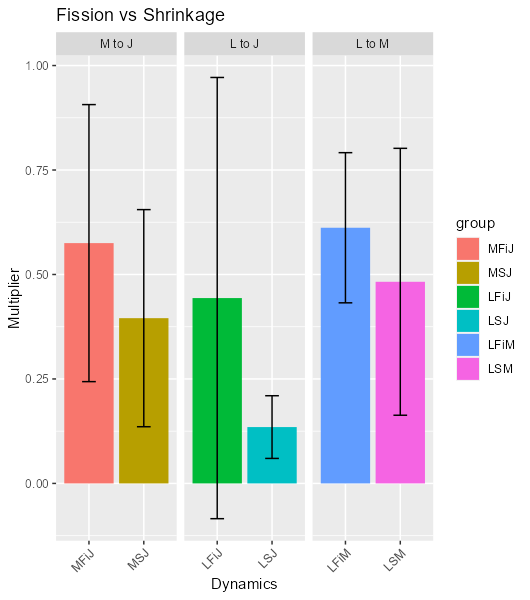 Fission vs Shrinkage
M to J
L to J
L to M
1.00
0.75
0.50
0.25
0.00
Multiplier
MFiJ
MSJ
LFiJ
LSJ
LFiM
LSM
Dynamics
group
MFiJ
MSJ
LFiJ
LSJ
LFiM
LSM